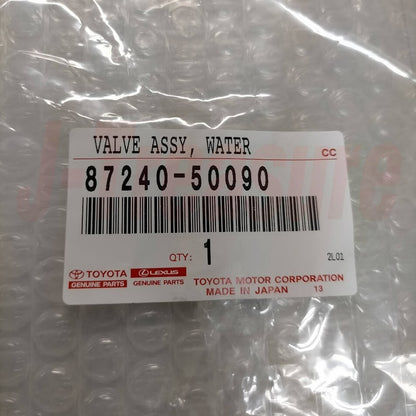 VALVE ASSY, WATER
CC
87240-50090
QTY: 1
2L02
TOYOTA LEXUS
GENUINE PARTS GENUINE PARTS
TOYOTA MOTOR CORPORATION
MADE IN JAPAN 13